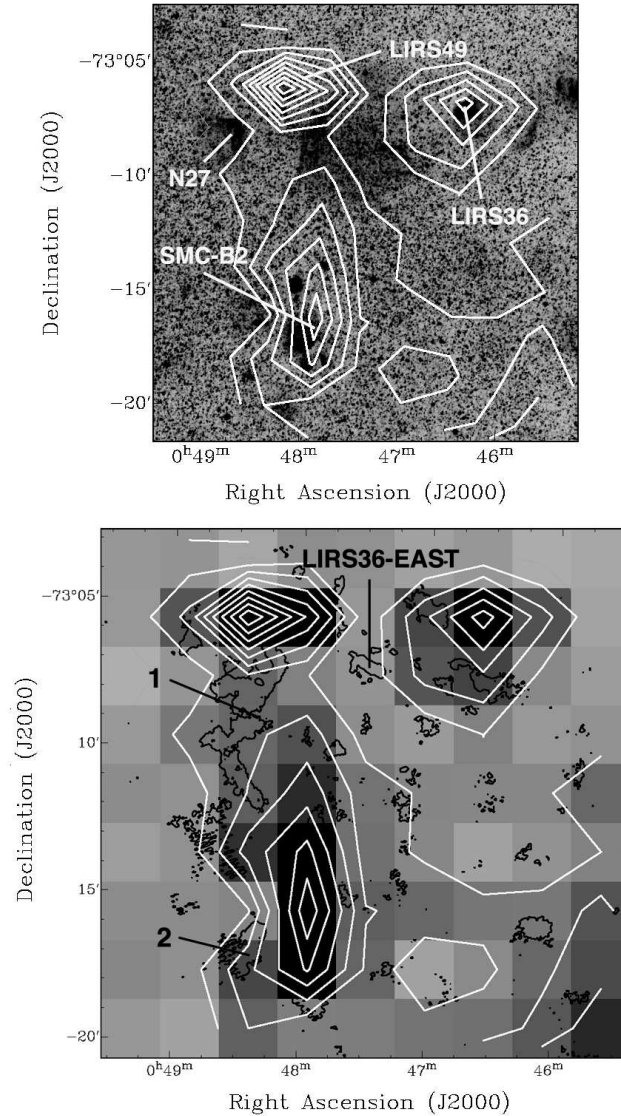 LIRS49
−73°05′
Declination (J2000)
−10′
N27
LIRS36
SMC-B2
−15′
−20′
0ʰ49ᵐ 48ᵐ 47ᵐ 46ᵐ
Right Ascension (J2000)
LIRS36-EAST
−73°05′
1
Declination (J2000)
10′
−15′
2
−20′
0ʰ49ᵐ 48ᵐ 47ᵐ 46ᵐ
Right Ascension (J2000)